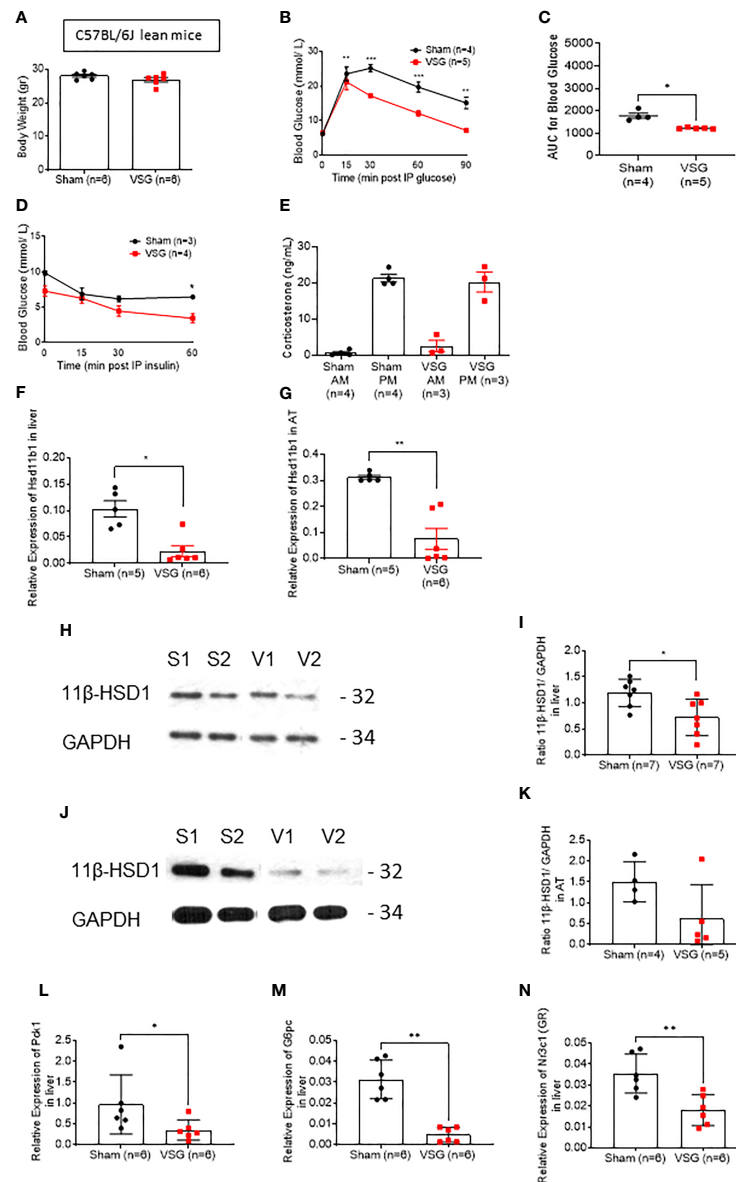 A
C57BL/6J lean mice
Body Weight (gr)
30
20
10
0
Sham (n=6) VSG (n=6)
B
Blood Glucose (mmol/ L)
30
20
10
0
Sham (n=4)
VSG (n=5)
** *** *** **
0 15 30 60 90
Time (min post IP glucose)
C
AUC for Blood Glucose
5000
4000
3000
2000
1000
0
*
Sham (n=4)
VSG (n=5)
D
Blood Glucose (mmol/ L)
15
10
5
0
Sham (n=3)
VSG (n=4)
*
0 15 30 60
Time (min post IP insulin)
E
Corticosterone (ng/mL)
30
20
10
0
Sham AM (n=4)
Sham PM (n=4)
VSG AM (n=3)
VSG PM (n=3)
F
Relative Expression of Hsd11b1 in liver
0.20
0.15
0.10
0.05
0.00
*
Sham (n=5) VSG (n=6)
G
Relative Expression of Hsd11b1 in AT
0.4
0.3
0.2
0.1
0.0
**
Sham (n=5) VSG (n=6)
H
S1 S2 V1 V2
11β-HSD1 - 32
GAPDH - 34
I
Ratio 11β-HSD1/ GAPDH
in liver
2.0
1.5
1.0
0.5
0.0
*
Sham (n=7) VSG (n=7)
J
S1 S2 V1 V2
11β-HSD1 - 32
GAPDH - 34
K
Ratio 11β-HSD1/ GAPDH
in AT
2.5
2.0
1.5
1.0
0.5
0.0
Sham (n=4) VSG (n=5)
L
Relative Expression of Pck1
in liver
2.5
2.0
1.5
1.0
0.5
0.0
*
Sham (n=6) VSG (n=6)
M
Relative Expression of G6pc
in liver
0.05
0.04
0.03
0.02
0.01
0.00
**
Sham (n=6) VSG (n=6)
N
Relative Expression of Nr3c1 (GR)
in liver
0.06
0.04
0.03
0.02
0.01
0.00
**
Sham (n=6) VSG (n=6)